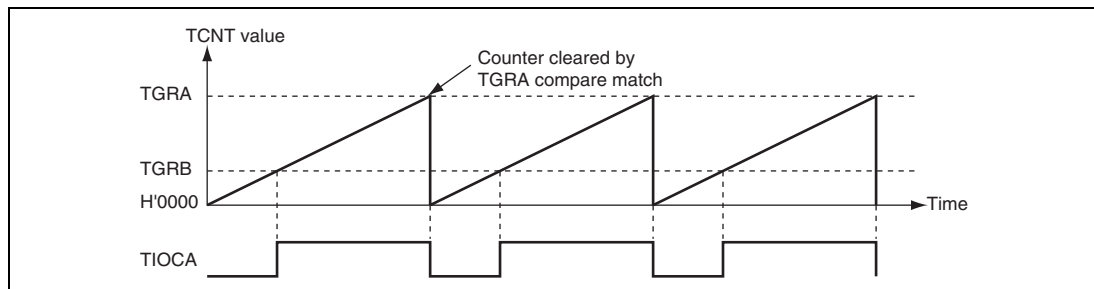 TCNT value
Counter cleared by
TGRA compare match
TGRA
TGRB
H'0000
Time
TIOCA